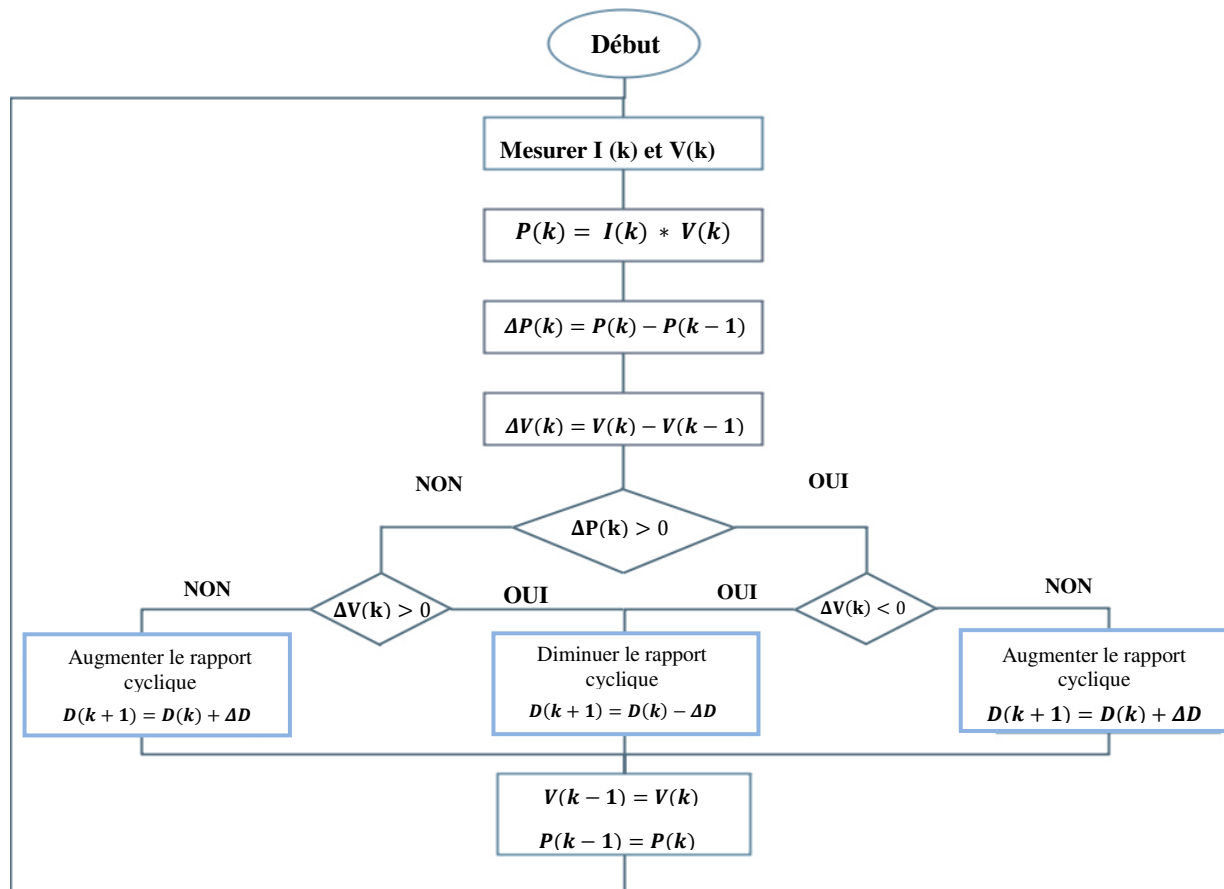 Début
Mesurer I (k) et V(k)
P(k) = I(k) * V(k)
ΔP(k) = P(k) − P(k − 1)
ΔV(k) = V(k) − V(k − 1)
NON
OUI
ΔP(k) > 0
NON
ΔV(k) > 0
OUI
OUI
ΔV(k) < 0
NON
Augmenter le rapport
cyclique
D(k + 1) = D(k) + ΔD
Diminuer le rapport
cyclique
D(k + 1) = D(k) − ΔD
Augmenter le rapport
cyclique
D(k + 1) = D(k) + ΔD
V(k − 1) = V(k)
P(k − 1) = P(k)